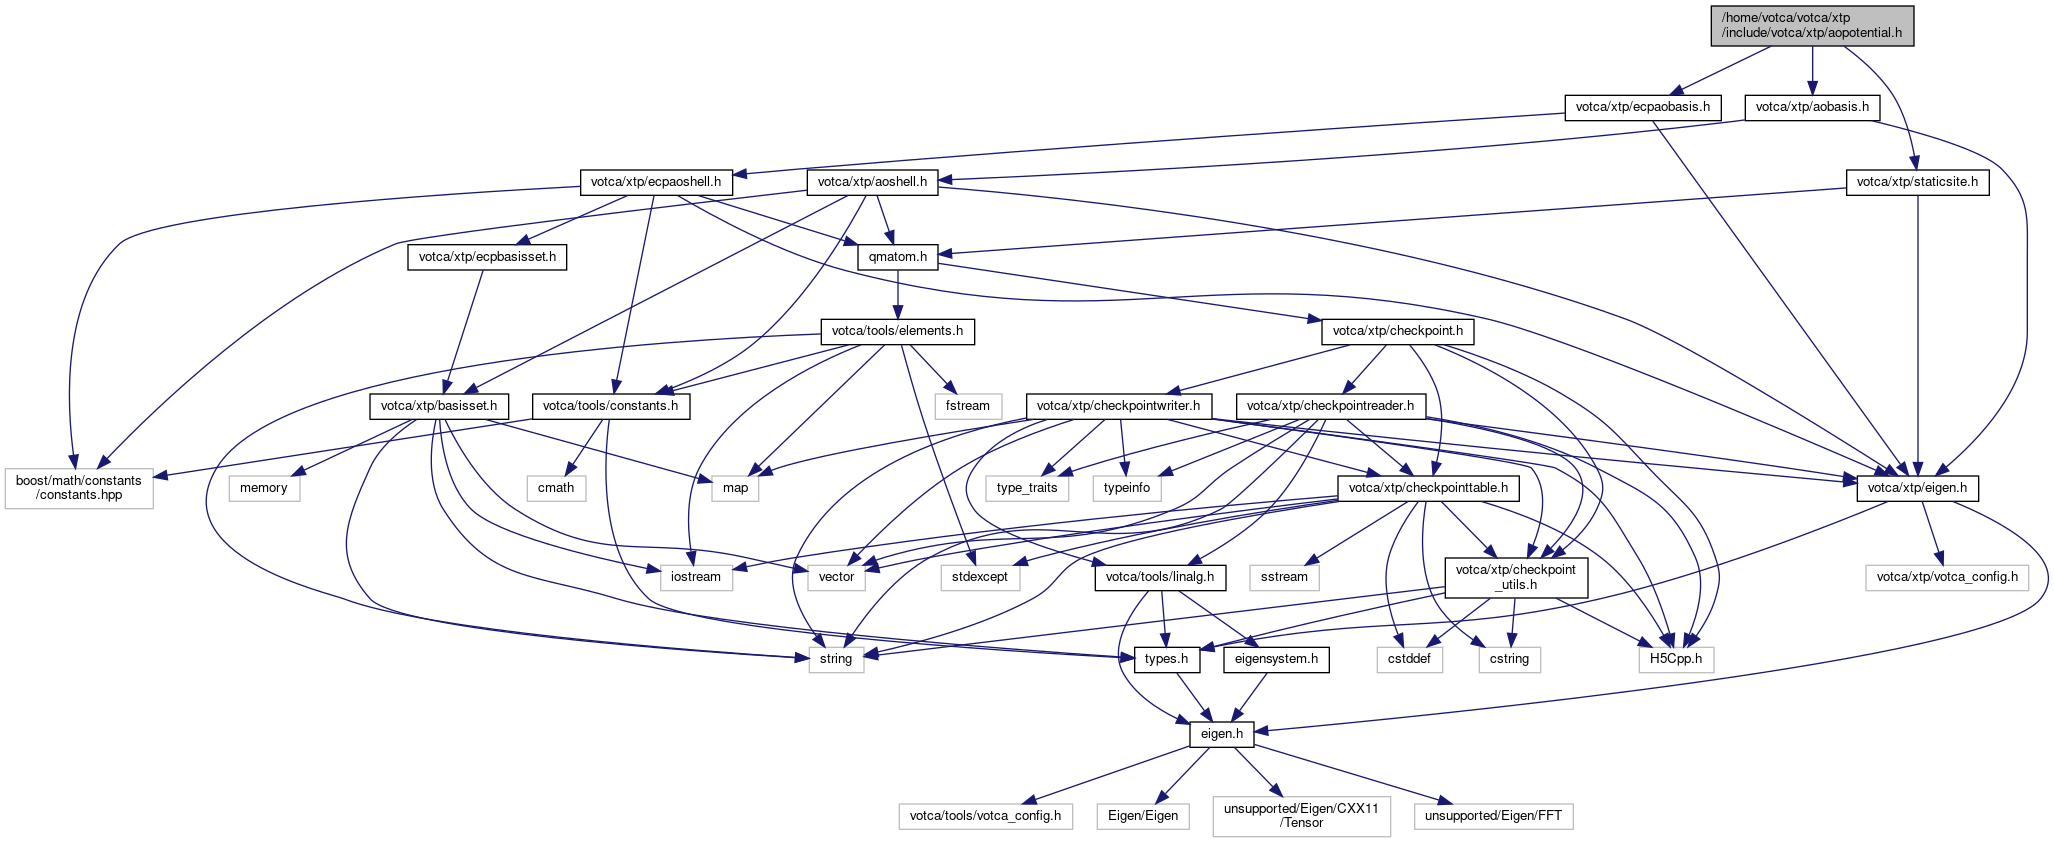 /home/votca/votca/xtp
/include/votca/xtp/aopotential.h
votca/xtp/ecpaobasis.h
votca/xtp/aobasis.h
votca/xtp/ecpaoshell.h
votca/xtp/aoshell.h
votca/xtp/staticsite.h
votca/xtp/ecpbasisset.h
qmatom.h
votca/tools/elements.h
votca/xtp/checkpoint.h
votca/xtp/basisset.h
votca/tools/constants.h
fstream
votca/xtp/checkpointwriter.h
votca/xtp/checkpointreader.h
boost/math/constants
/constants.hpp
memory
cmath
map
type_traits
typeinfo
votca/xtp/checkpointtable.h
votca/xtp/eigen.h
iostream
vector
stdexcept
votca/tools/linalg.h
sstream
votca/xtp/checkpoint
_utils.h
votca/xtp/votca_config.h
string
types.h
eigensystem.h
cstddef
cstring
H5Cpp.h
eigen.h
votca/tools/votca_config.h
Eigen/Eigen
unsupported/Eigen/CXX11
/Tensor
unsupported/Eigen/FFT